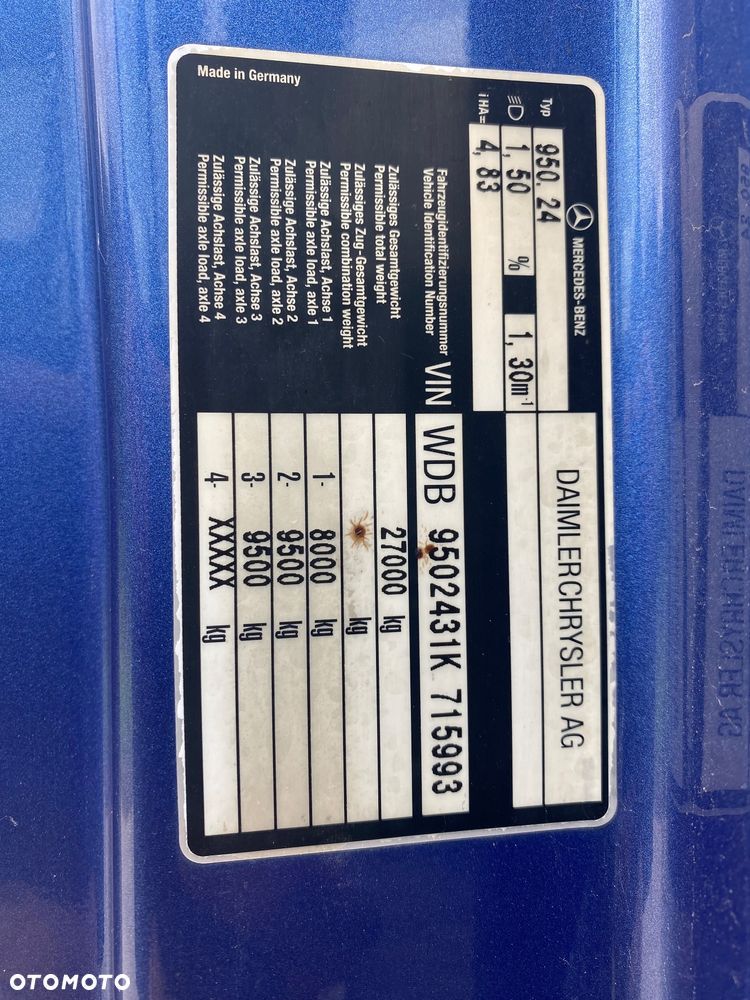 MERCEDES-BENZ
DAIMLERCHRYSLER AG
Typ 950.24
1,50 % 1,30m-1
iHA= 4,83
Fahrzeugidentifizierungsnummer
Vehicle Identification Number VIN WDB 9502431K 715993
Zulässiges Gesamtgewicht
Permissible total weight 27000 kg
Zulässiges Zug-Gesamtgewicht
Permissible combination weight kg
Zulässige Achslast, Achse 1
Permissible axle load, axle 1 1- 8000 kg
Zulässige Achslast, Achse 2
Permissible axle load, axle 2 2- 9500 kg
Zulässige Achslast, Achse 3
Permissible axle load, axle 3 3- 9500 kg
Zulässige Achslast, Achse 4
Permissible axle load, axle 4 4- XXXXX kg
Made in Germany
OTOMOTO